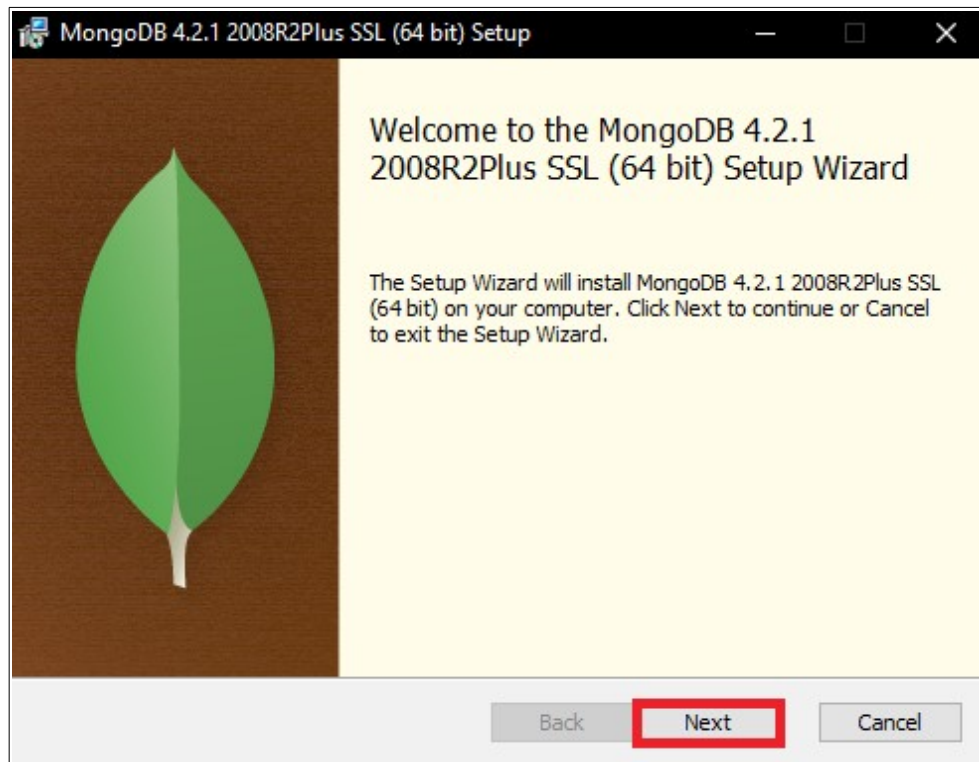 MongoDB 4.2.1 2008R2Plus SSL (64 bit) Setup
Welcome to the MongoDB 4.2.1
2008R2Plus SSL (64 bit) Setup Wizard
The Setup Wizard will install MongoDB 4.2.1 2008R2Plus SSL
(64 bit) on your computer. Click Next to continue or Cancel
to exit the Setup Wizard.
Back Next Cancel